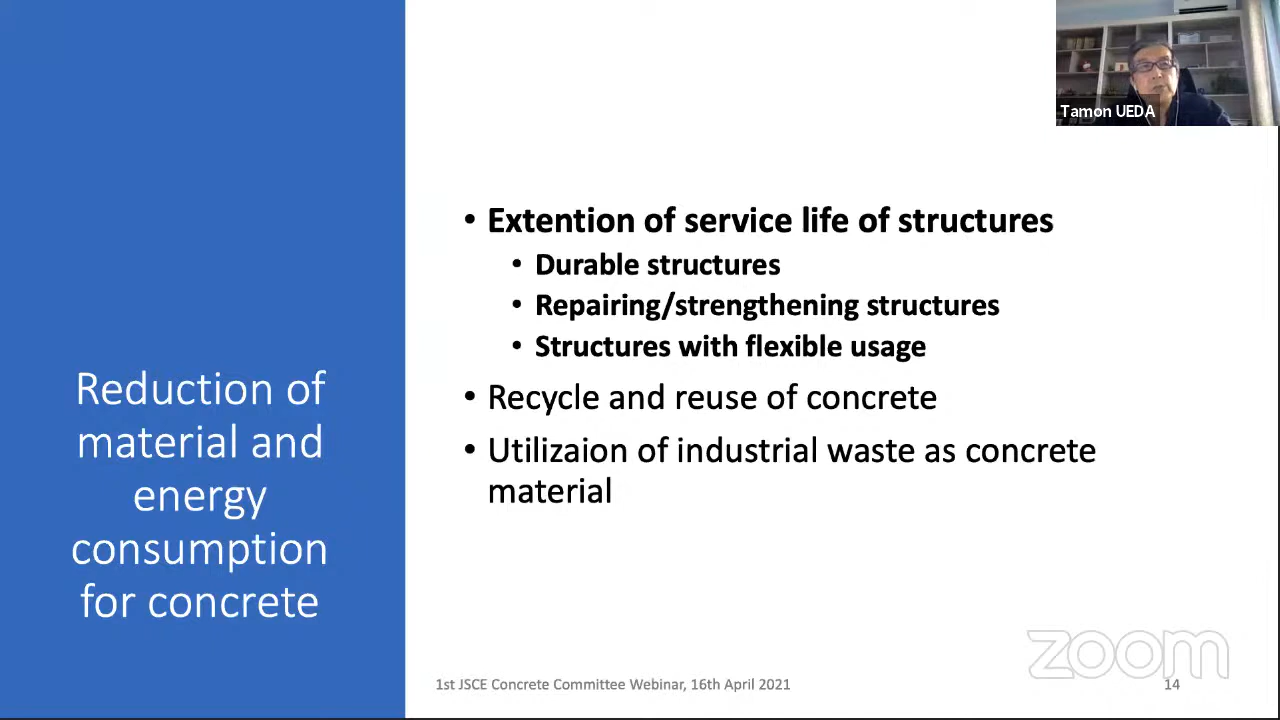 Tamon UEDA
Reduction of
material and
energy
consumption
for concrete
• Extention of service life of structures
• Durable structures
• Repairing/strengthening structures
• Structures with flexible usage
• Recycle and reuse of concrete
• Utilizaion of industrial waste as concrete
material
zoom
1st JSCE Concrete Committee Webinar, 16th April 2021
14